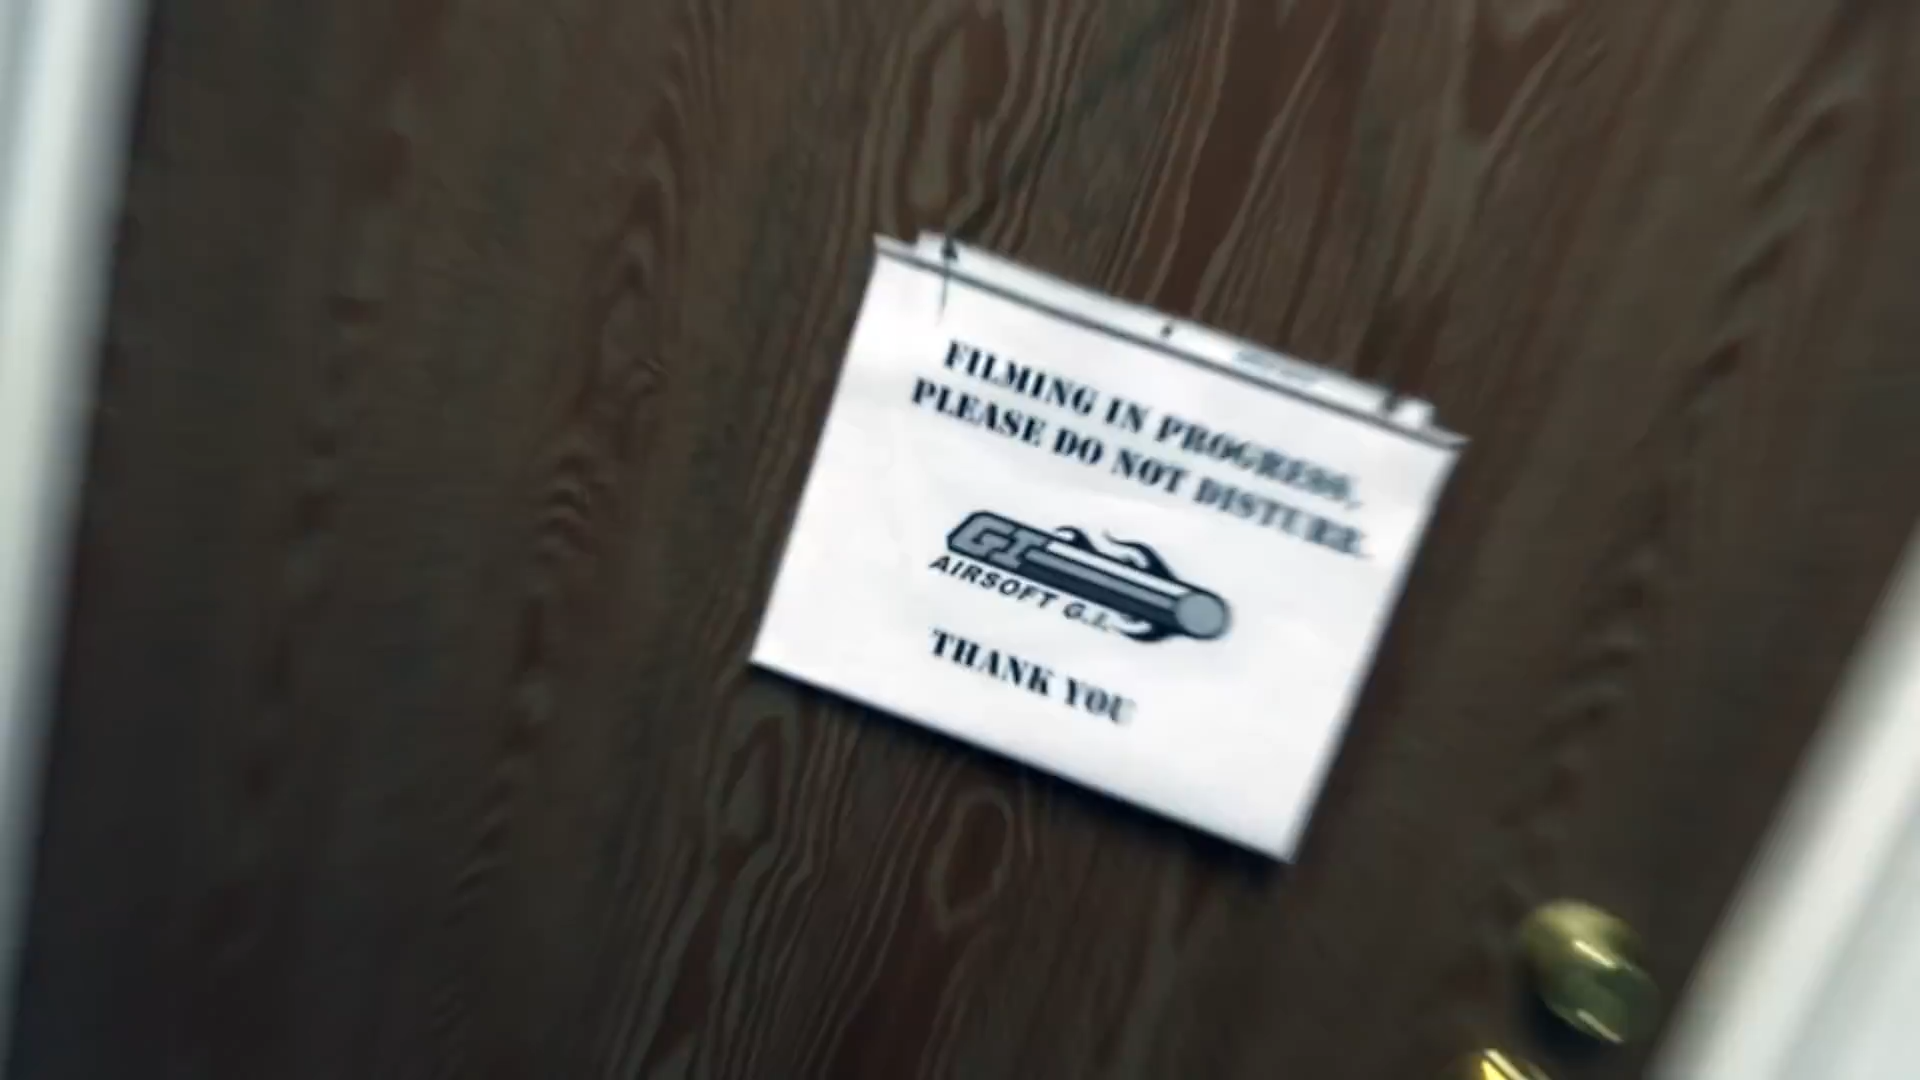 FILMING IN PROGRESS,
PLEASE DO NOT DISTURB.
GI
AIRSOFT G.I.
THANK YOU